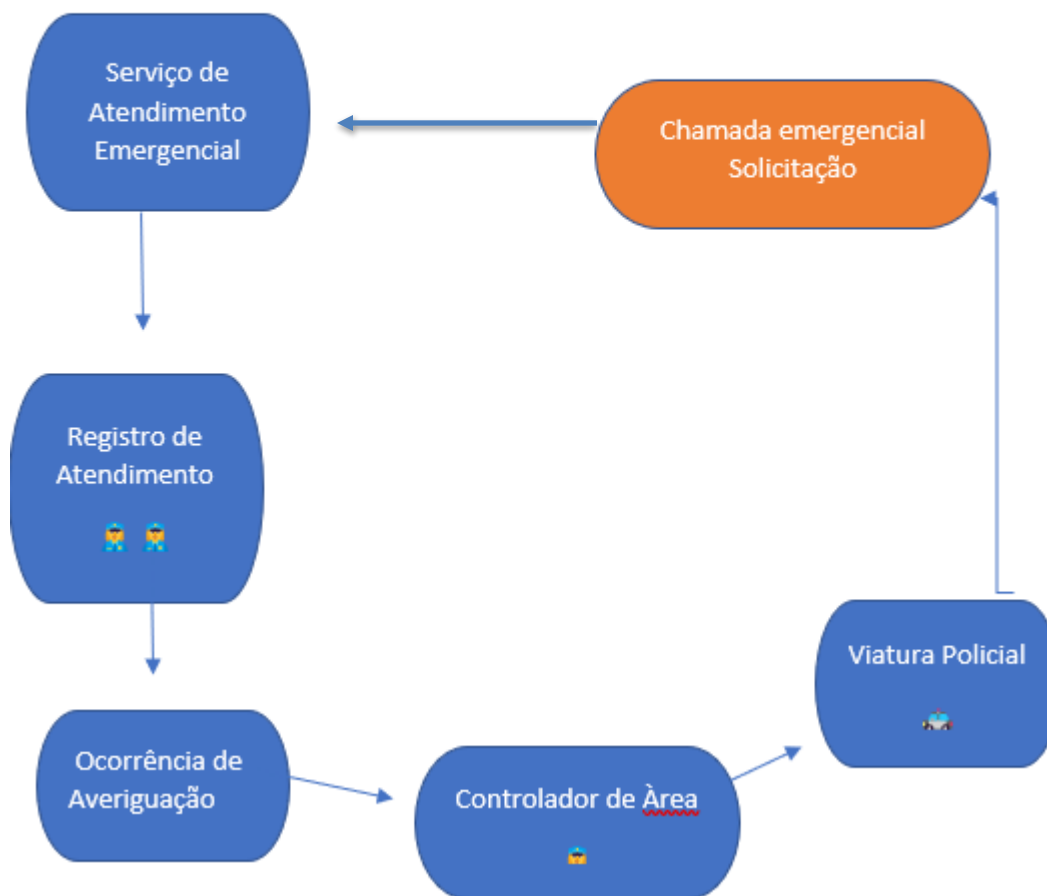 Serviço de
Atendimento
Emergencial
Chamada emergencial
Solicitação
Registro de
Atendimento
Ocorrência de
Averiguação
Controlador de Àrea
Viatura Policial